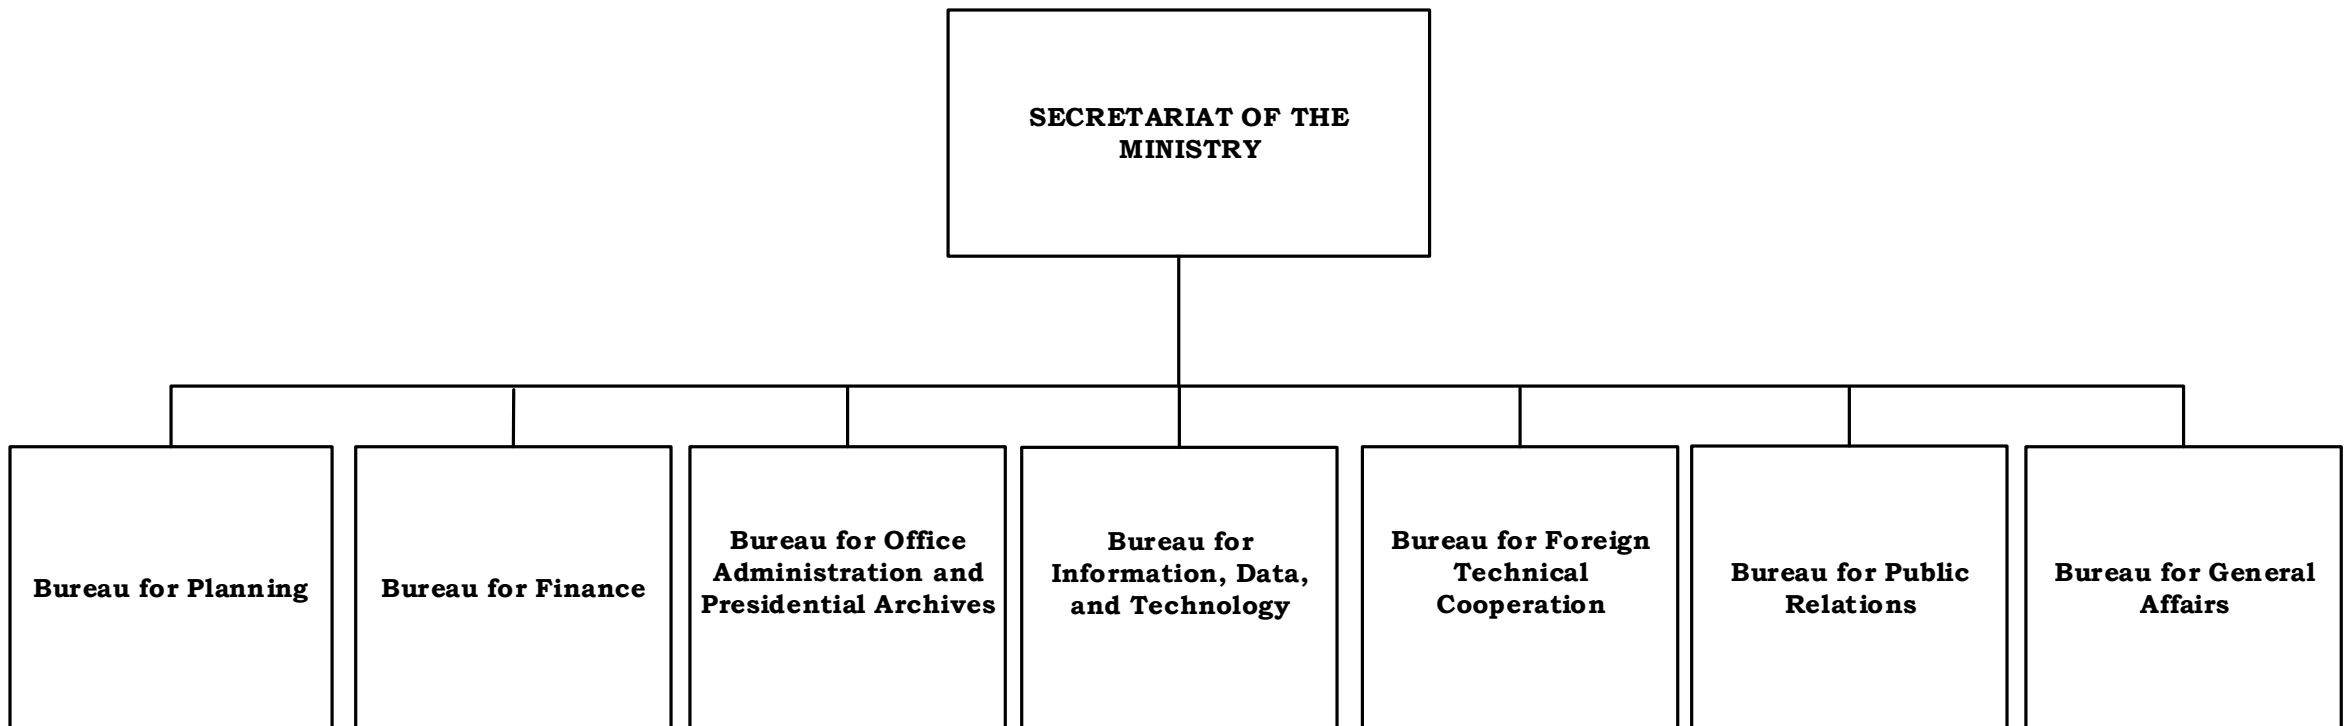 SECRETARIAT OF THE
MINISTRY
Bureau for Planning
Bureau for Finance
Bureau for Office
Administration and
Presidential Archives
Bureau for
Information, Data,
and Technology
Bureau for Foreign
Technical
Cooperation
Bureau for Public
Relations
Bureau for General
Affairs